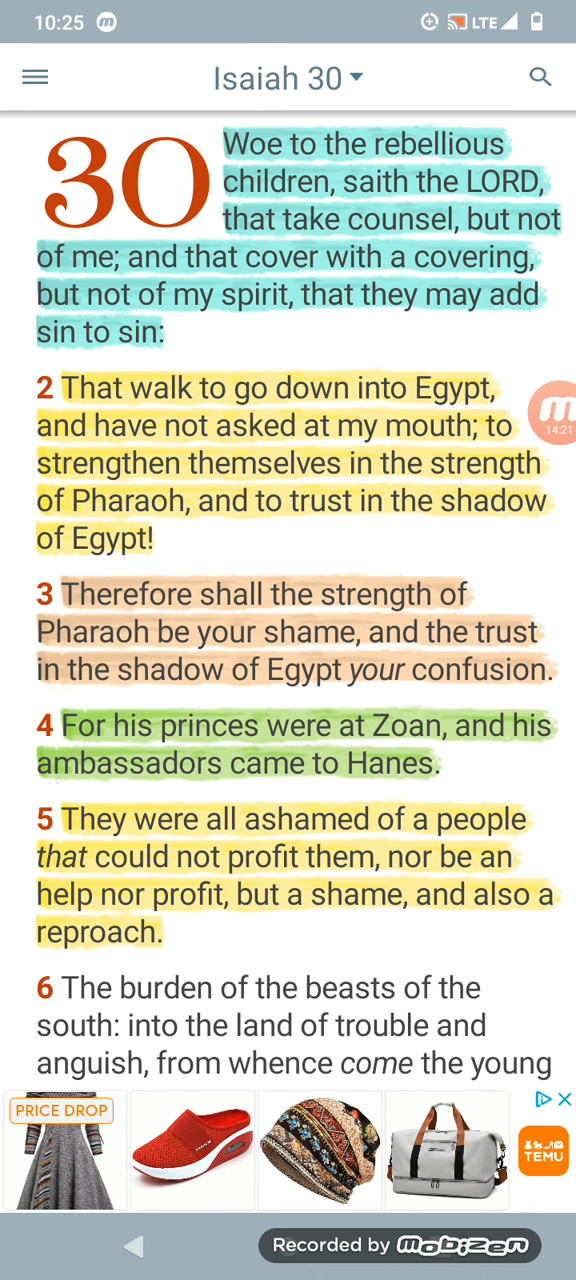 10:25
LTE
Isaiah 30
30 Woe to the rebellious
children, saith the LORD,
that take counsel, but not
of me; and that cover with a covering,
but not of my spirit, that they may add
sin to sin:
2 That walk to go down into Egypt,
and have not asked at my mouth; to
strengthen themselves in the strength
of Pharaoh, and to trust in the shadow
of Egypt!
14:21
3 Therefore shall the strength of
Pharaoh be your shame, and the trust
in the shadow of Egypt your confusion.
4 For his princes were at Zoan, and his
ambassadors came to Hanes.
5 They were all ashamed of a people
that could not profit them, nor be an
help nor profit, but a shame, and also a
reproach.
6 The burden of the beasts of the
south: into the land of trouble and
anguish, from whence come the young
PRICE DROP
TEMU
Recorded by mobizen